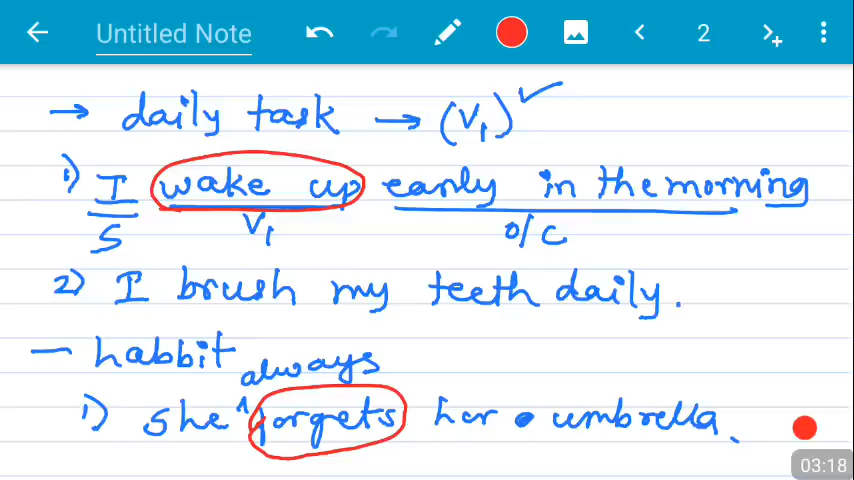 Untitled Note 2
→ daily task → (V1) ✓
1) I wake up early in the morning
S V1 O/C
2) I brush my teeth daily.
— habbit
always
1) She ^ forgets har umbrella.
03:18